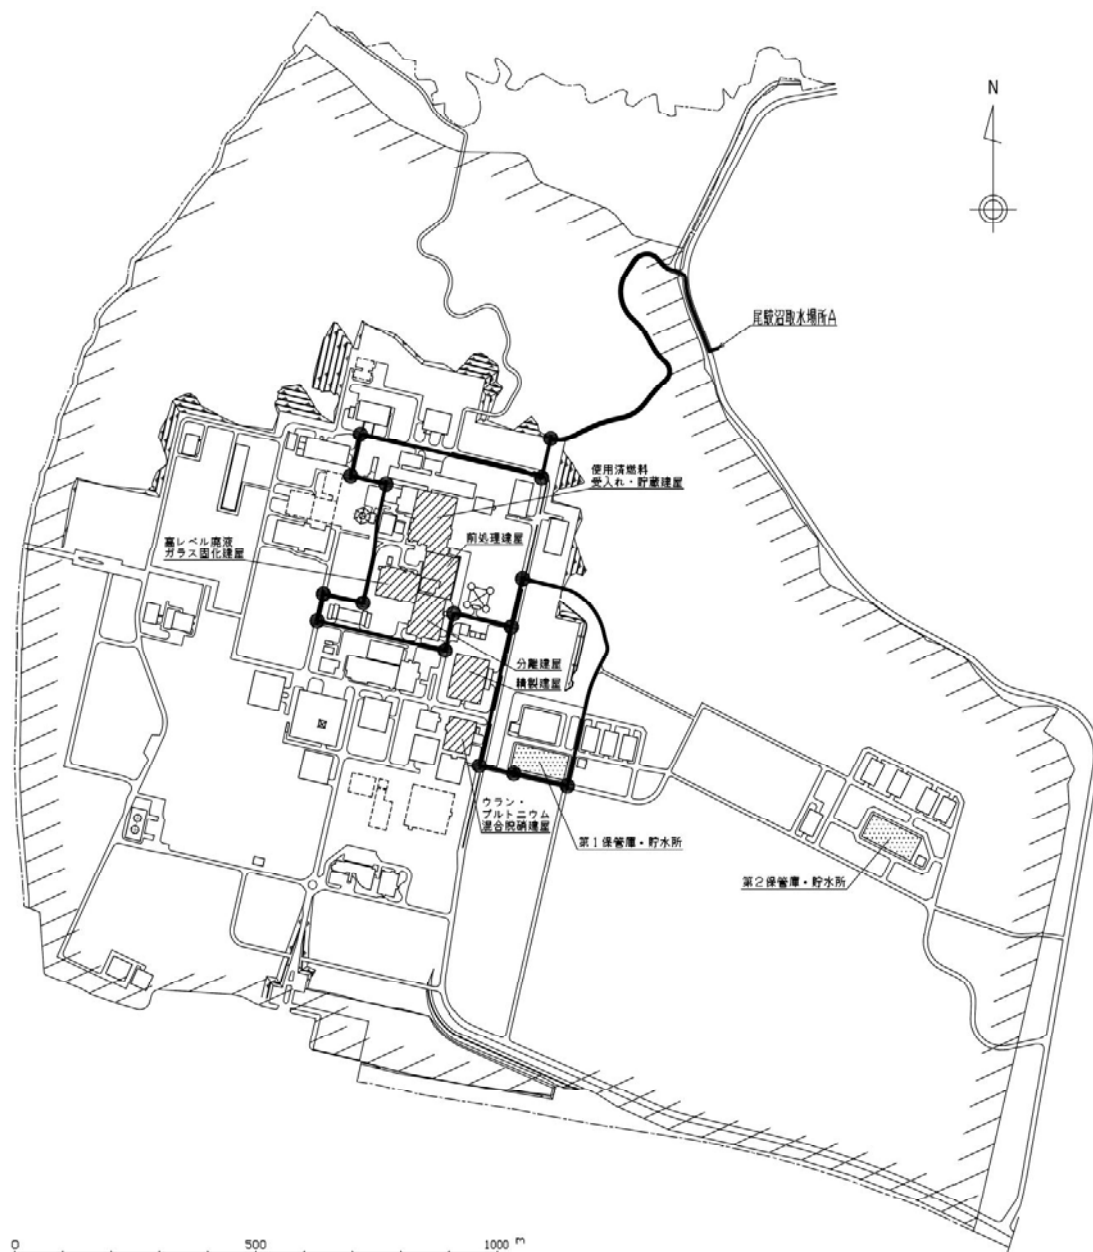 N
尾駮沼取水場所A
使用済燃料
受入れ・貯蔵建屋
前処理建屋
高レベル廃液
ガラス固化建屋
分離建屋
精製建屋
ウラン・
プルトニウム
混合脱硝建屋
第1保管庫・貯水所
第2保管庫・貯水所
0 500 1000 m